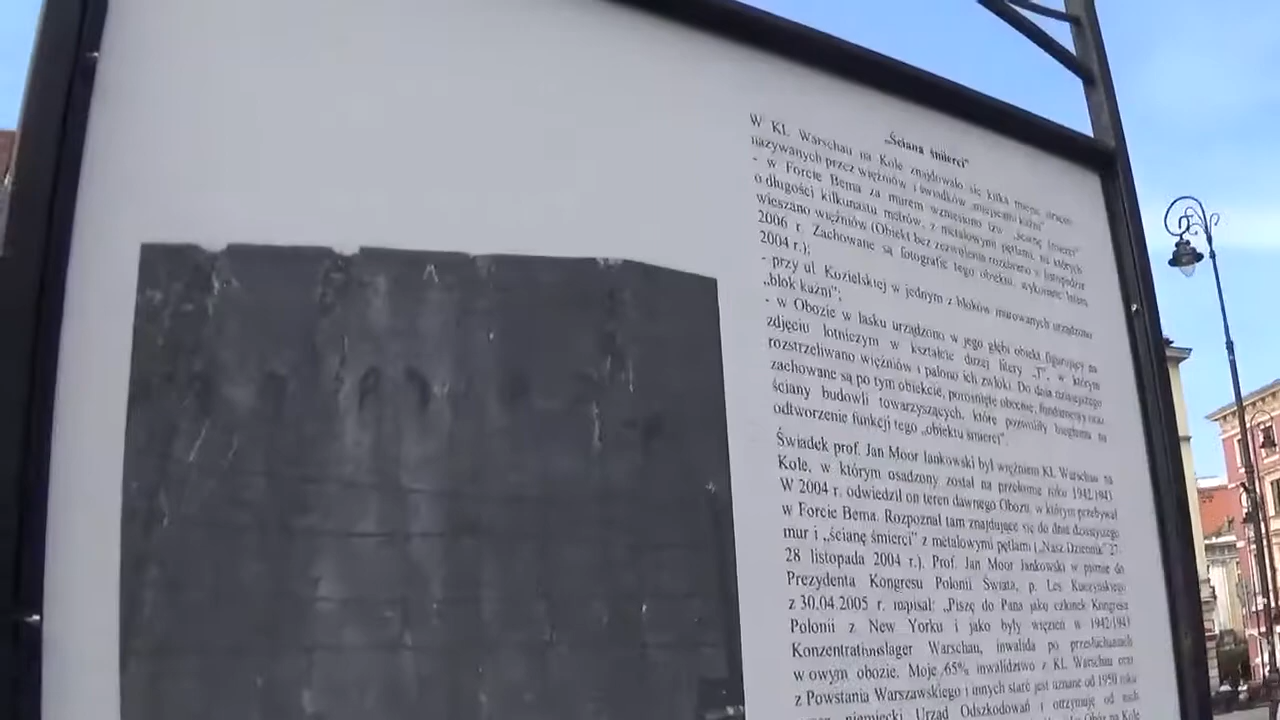 „Ściana śmierci”
W KL Warschau na Kole znajdowało się kilka miejsc straceń
nazywanych przez więźniów i świadków „miejscami kaźni”
- w Forcie Bema za murem wzniesiono tzw. „ścianę śmierci”
o długości kilkunastu metrów, z metalowymi pętlami, na których
wieszano więźniów (Obiekt bez zezwolenia rozebrano w listopadzie
2006 r. Zachowane są fotografie tego obiektu, wykonane latem
2004 r.);
- przy ul. Kozielskiej w jednym z bloków murowanych urządzono
„blok kaźni”;
- w Obozie w lasku urządzono w jego głębi obiekt figurujący na
zdjęciu lotniczym w kształcie dużej litery „T”, w którym
rozstrzeliwano więźniów i palono ich zwłoki. Do dnia dzisiejszego
zachowane są po tym obiekcie, porośnięte obecnie, fundamenty oraz
ściany budowli towarzyszących, które pozwoliły biegłemu na
odtworzenie funkcji tego „obiektu śmierci”.
Świadek prof. Jan Moor Jankowski był więźniem KL Warschau na
Kole, w którym osadzony został na przełomie roku 1942/1943
W 2004 r. odwiedził on teren dawnego Obozu, w którym przebywał
w Forcie Bema. Rozpoznał tam znajdujące się do dnia dzisiejszego
mur i „ścianę śmierci” z metalowymi pętlami („Nasz Dziennik” 27-
28 listopada 2004 r.). Prof. Jan Moor Jankowski w piśmie do
Prezydenta Kongresu Polonii Świata, p. Les Kuczyńskiego
z 30.04.2005 r. napisał: „Piszę do Pana jako członek Kongresu
Polonii z New Yorku i jako były więzień w 1942/1943
Konzentrationslager Warschau, inwalida po przesłuchaniach
w owym obozie. Moje 65% inwalidztwo z KL Warschau oraz
z Powstania Warszawskiego i innych starć jest uznane od 1950 roku
niemiecki Urząd Odszkodowań i otrzymuję od nich